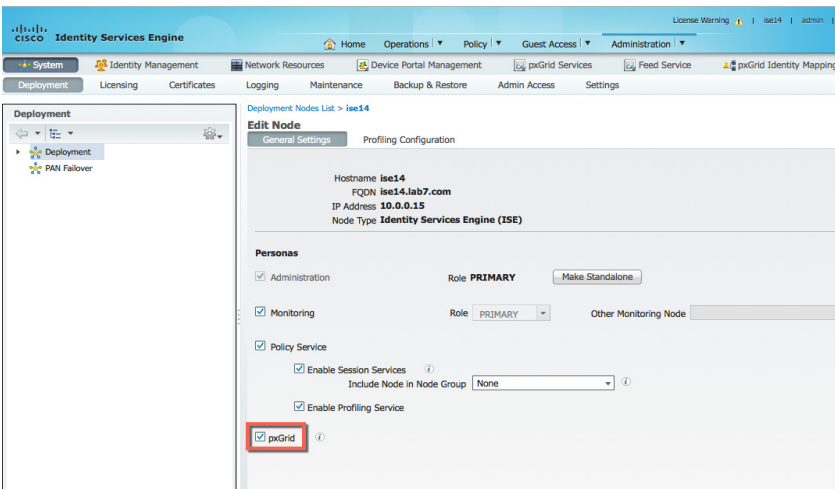 License Warning | ise14 | admin |
CISCO Identity Services Engine
Home Operations Policy Guest Access Administration
System Identity Management Network Resources Device Portal Management pxGrid Services Feed Service pxGrid Identity Mapping
Deployment Licensing Certificates Logging Maintenance Backup & Restore Admin Access Settings
Deployment
Deployment
PAN Failover
Deployment Nodes List > ise14
Edit Node
General Settings Profiling Configuration
Hostname ise14
FQDN ise14.lab7.com
IP Address 10.0.0.15
Node Type Identity Services Engine (ISE)
Personas
Administration Role PRIMARY Make Standalone
Monitoring Role PRIMARY Other Monitoring Node
Policy Service
Enable Session Services
Include Node in Node Group None
Enable Profiling Service
pxGrid